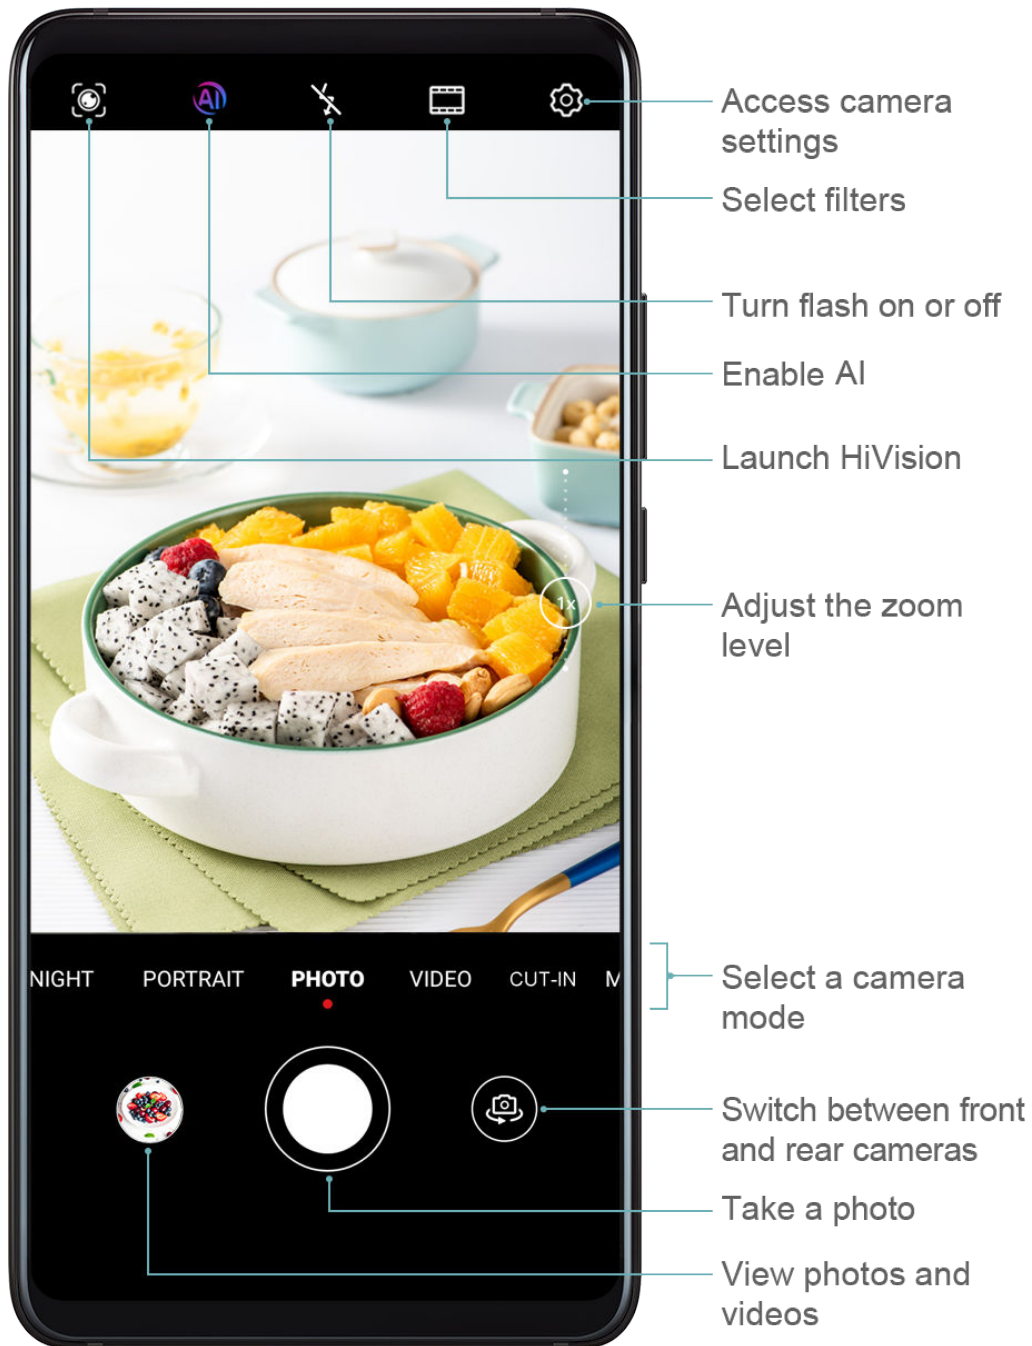 AI
Access camera
settings
Select filters
Turn flash on or off
Enable AI
Launch HiVision
1x
Adjust the zoom
level
NIGHT PORTRAIT PHOTO VIDEO CUT-IN M
Select a camera
mode
Switch between front
and rear cameras
Take a photo
View photos and
videos